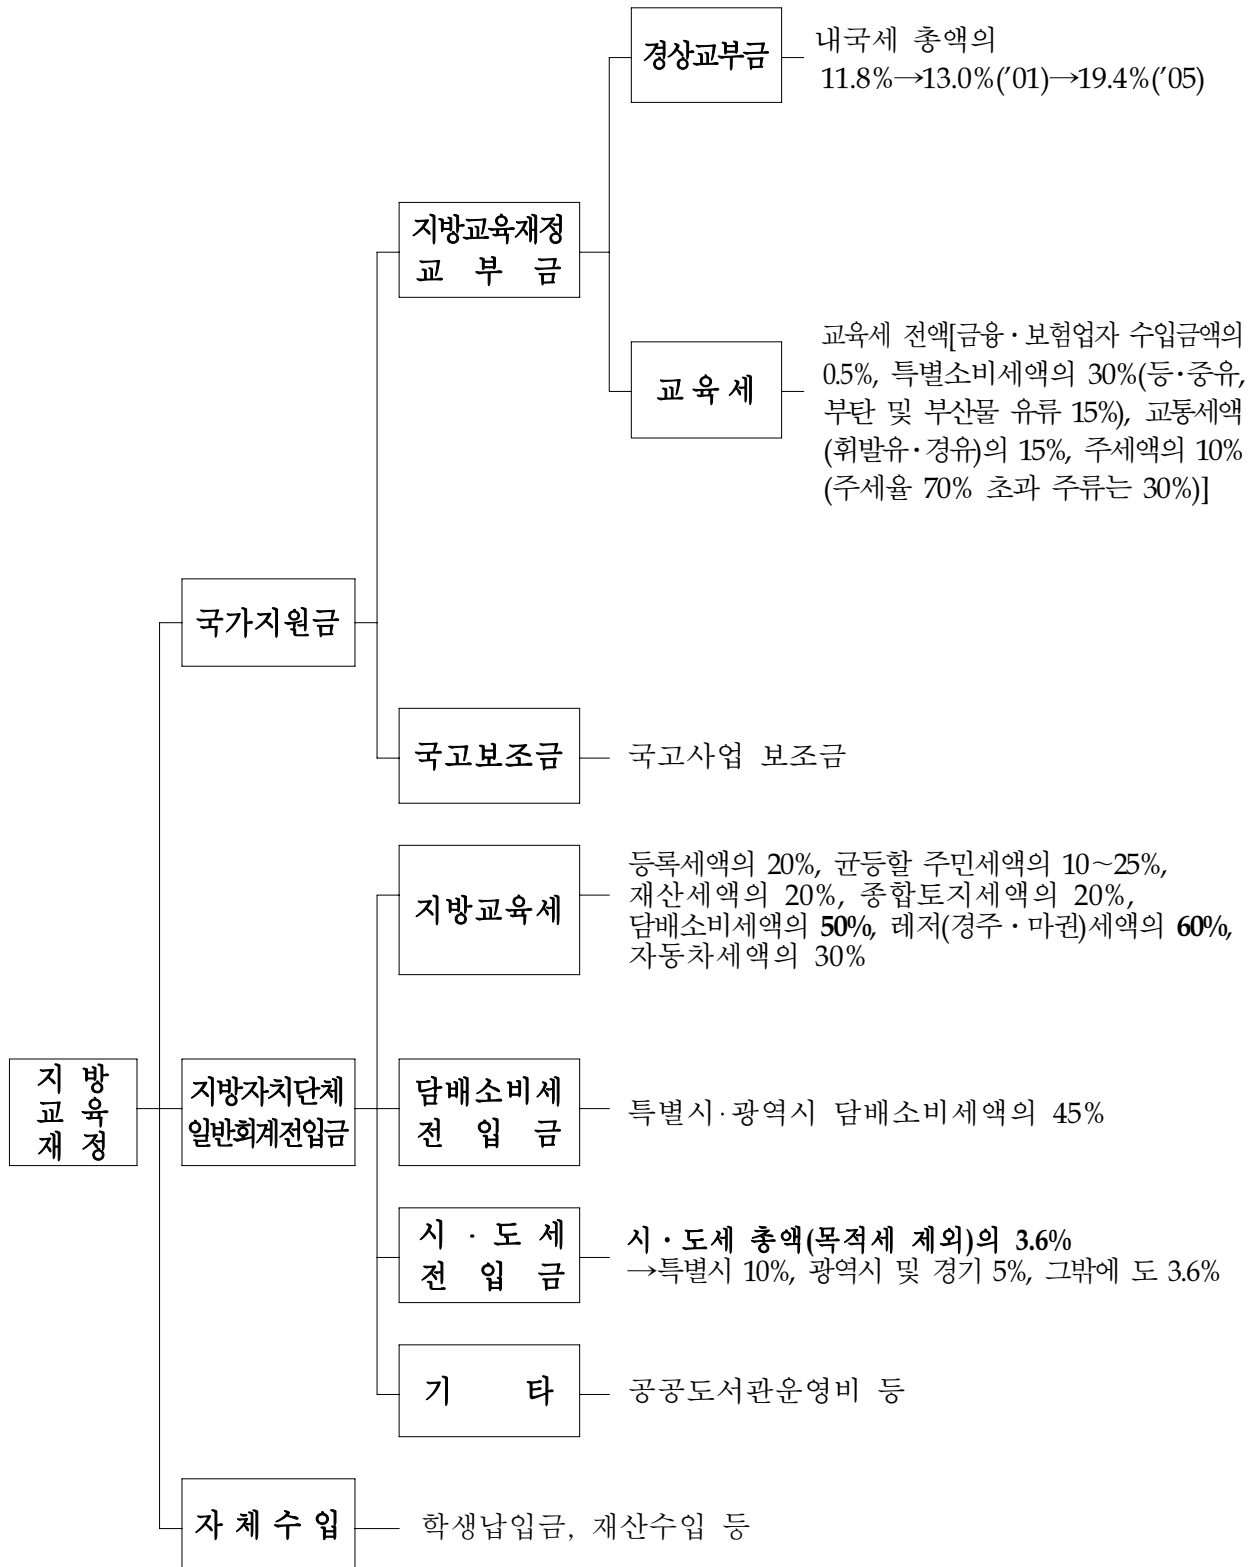 경상교부금
내국세 총액의
11.8%→13.0%('01)→19.4%('05)
지방교육재정
교 부 금
교육세
교육세 전액[금융·보험업자 수입금액의
0.5%, 특별소비세액의 30%(등·중유,
부탄 및 부산물 유류 15%), 교통세액
(휘발유·경유)의 15%, 주세액의 10%
(주세율 70% 초과 주류는 30%)]
국가지원금
국고보조금
국고사업 보조금
지방교육세
등록세액의 20%, 균등할 주민세액의 10~25%,
재산세액의 20%, 종합토지세액의 20%,
담배소비세액의 50%, 레저(경주·마권)세액의 60%,
자동차세액의 30%
지 방
교 육
재 정
지방자치단체
일반회계전입금
담배소비세
전 입 금
특별시·광역시 담배소비세액의 45%
시 · 도 세
전 입 금
시·도세 총액(목적세 제외)의 3.6%
→특별시 10%, 광역시 및 경기 5%, 그밖에 도 3.6%
기 타
공공도서관운영비 등
자 체 수 입
학생납입금, 재산수입 등